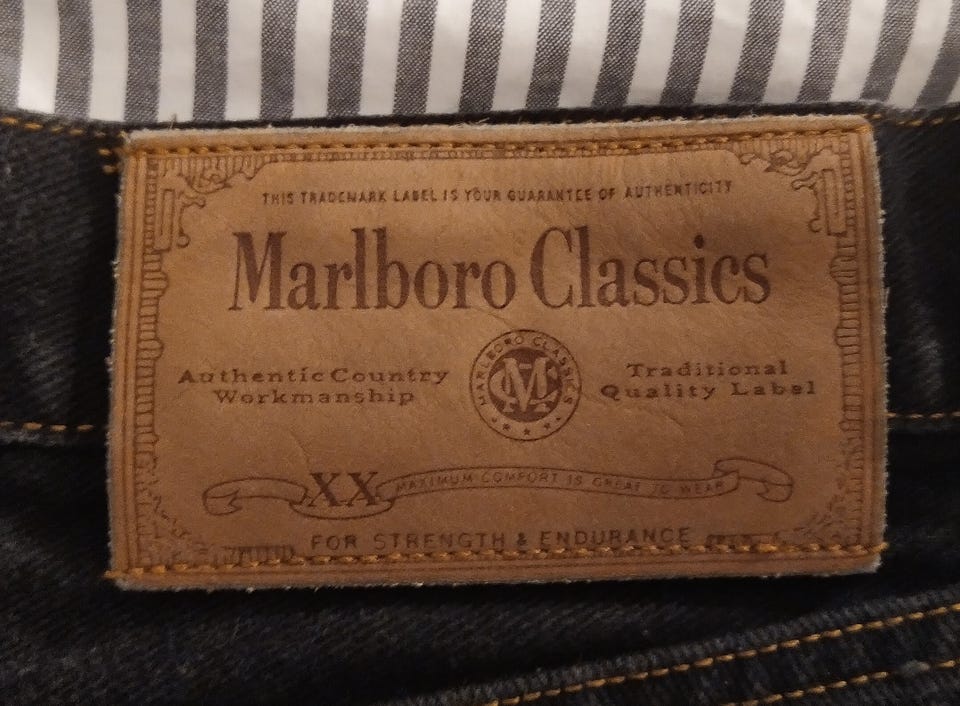 THIS TRADEMARK LABEL IS YOUR GUARANTEE OF AUTHENTICITY
Marlboro Classics
Authentic Country
Workmanship
MARLBORO CLASSICS
MC
Traditional
Quality Label
XX MAXIMUM COMFORT IS GREAT TO WEAR
FOR STRENGTH & ENDURANCE